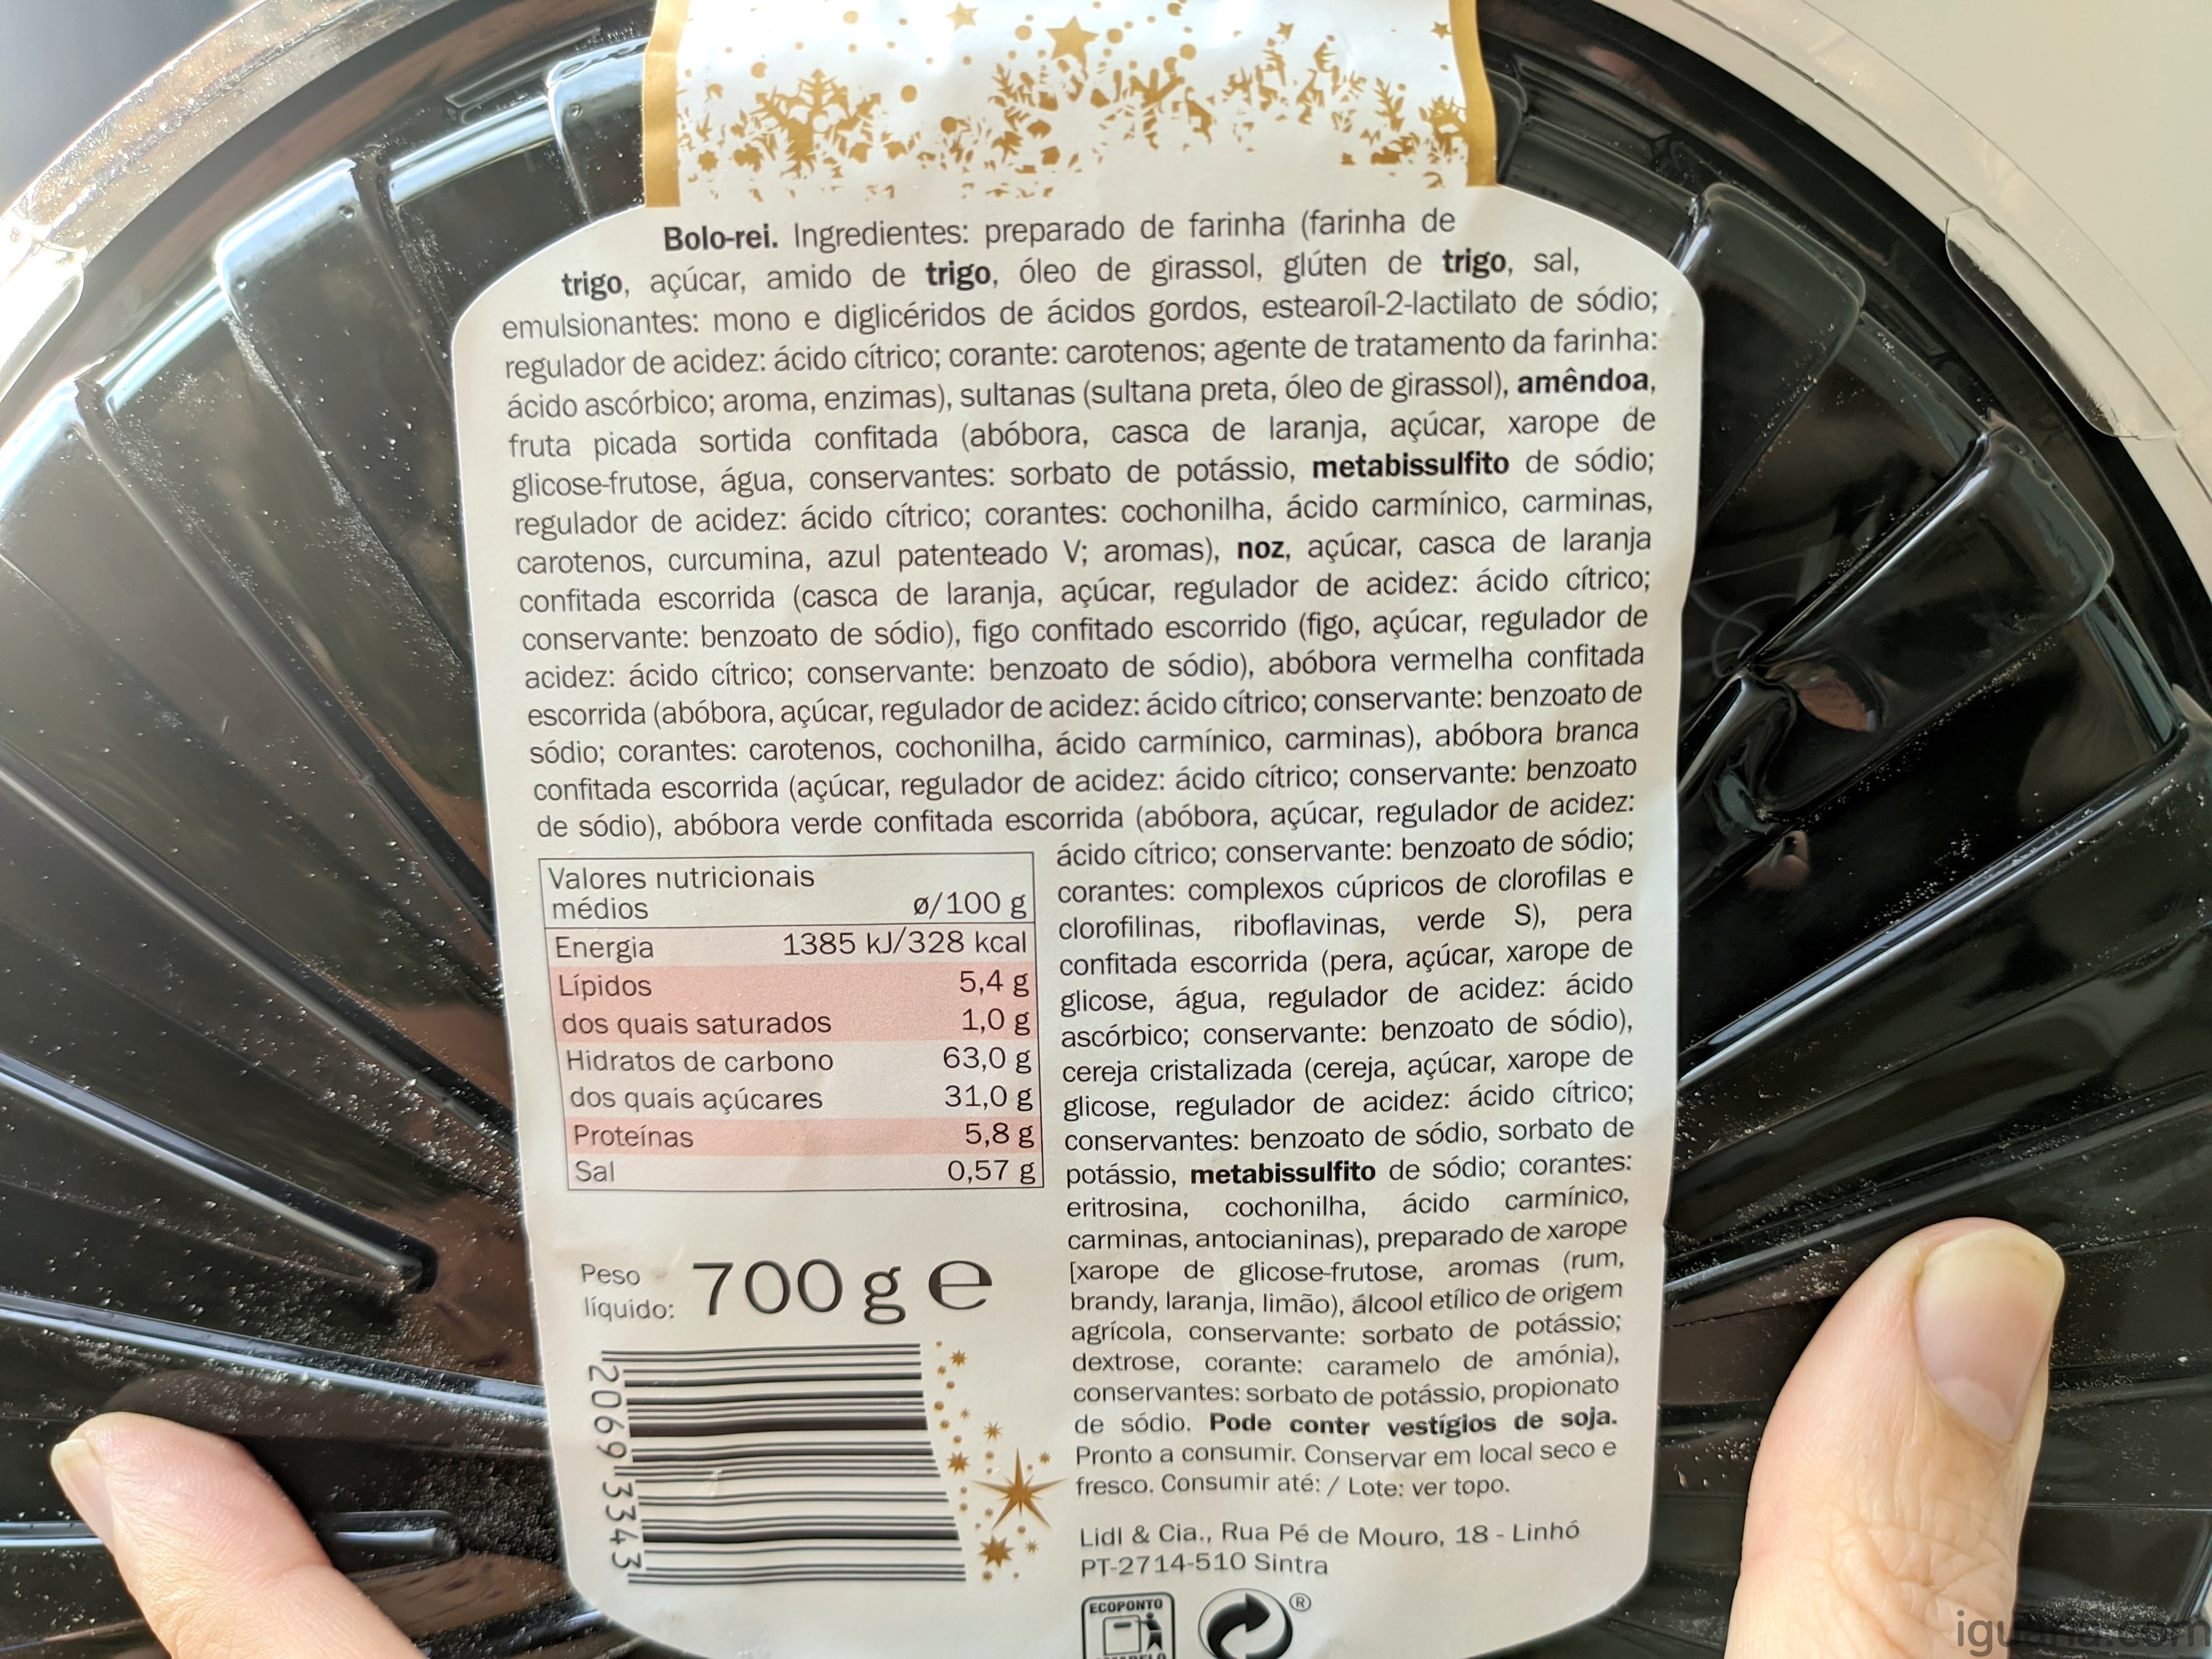 Bolo-rei. Ingredientes: preparado de farinha (farinha de
trigo, açúcar, amido de trigo, óleo de girassol, glúten de trigo, sal,
emulsionantes: mono e diglicéridos de ácidos gordos, estearoíl-2-lactilato de sódio;
regulador de acidez: ácido cítrico; corante: carotenos; agente de tratamento da farinha:
ácido ascórbico; aroma, enzimas), sultanas (sultana preta, óleo de girassol), amêndoa,
fruta picada sortida confitada (abóbora, casca de laranja, açúcar, xarope de
glicose-frutose, água, conservantes: sorbato de potássio, metabissulfito de sódio;
regulador de acidez: ácido cítrico; corantes: cochonilha, ácido carmínico, carminas,
carotenos, curcumina, azul patenteado V; aromas), noz, açúcar, casca de laranja
confitada escorrida (casca de laranja, açúcar, regulador de acidez: ácido cítrico;
conservante: benzoato de sódio), figo confitado escorrido (figo, açúcar, regulador de
acidez: ácido cítrico; conservante: benzoato de sódio), abóbora vermelha confitada
escorrida (abóbora, açúcar, regulador de acidez: ácido cítrico; conservante: benzoato de
sódio; corantes: carotenos, cochonilha, ácido carmínico, carminas), abóbora branca
confitada escorrida (açúcar, regulador de acidez: ácido cítrico; conservante: benzoato
de sódio), abóbora verde confitada escorrida (abóbora, açúcar, regulador de acidez:
ácido cítrico; conservante: benzoato de sódio;
corantes: complexos cúpricos de clorofilas e
clorofilinas, riboflavinas, verde S), pera
confitada escorrida (pera, açúcar, xarope de
glicose, água, regulador de acidez: ácido
ascórbico; conservante: benzoato de sódio),
cereja cristalizada (cereja, açúcar, xarope de
glicose, regulador de acidez: ácido cítrico;
conservantes: benzoato de sódio, sorbato de
potássio, metabissulfito de sódio; corantes:
eritrosina, cochonilha, ácido carmínico,
carminas, antocianinas), preparado de xarope
[xarope de glicose-frutose, aromas (rum,
brandy, laranja, limão), álcool etílico de origem
agrícola, conservante: sorbato de potássio;
dextrose, corante: caramelo de amónia),
conservantes: sorbato de potássio, propionato
de sódio. Pode conter vestígios de soja.
Pronto a consumir. Conservar em local seco e
fresco. Consumir até: / Lote: ver topo.
Lidl & Cia., Rua Pé de Mouro, 18 - Linhó
PT-2714-510 Sintra
Valores nutricionais
médios ø/100 g
Energia 1385 kJ/328 kcal
Lípidos 5,4 g
dos quais saturados 1,0 g
Hidratos de carbono 63,0 g
dos quais açúcares 31,0 g
Proteínas 5,8 g
Sal 0,57 g
Peso
líquido: 700 g e
20693343
ECOPONTO
AMARELO
®